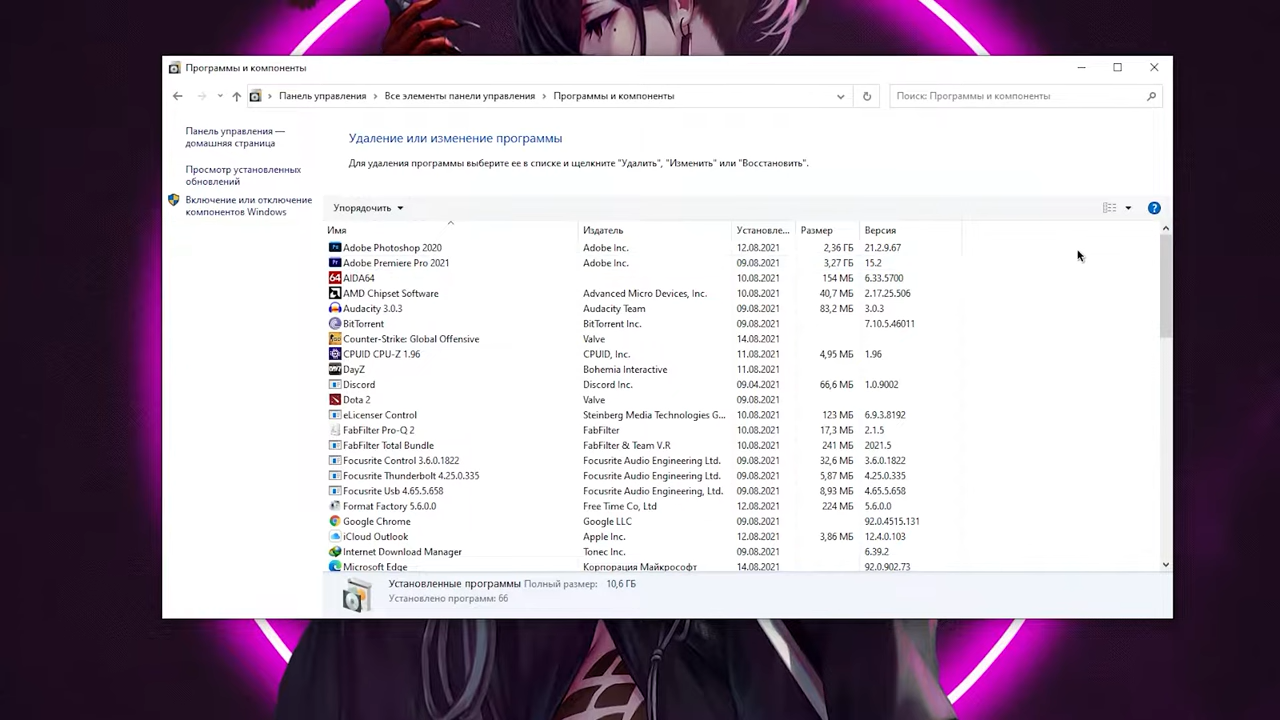 Программы и компоненты
Панель управления Все элементы панели управления Программы и компоненты Поиск: Программы и компоненты
Панель управления —
домашняя страница
Просмотр установленных
обновлений
Включение или отключение
компонентов Windows
Удаление или изменение программы
Для удаления программы выберите ее в списке и щелкните "Удалить", "Изменить" или "Восстановить".
Упорядочить
Имя Издатель Установле... Размер Версия
Adobe Photoshop 2020 Adobe Inc. 12.08.2021 2,36 ГБ 21.2.9.67
Adobe Premiere Pro 2021 Adobe Inc. 09.08.2021 3,27 ГБ 15.2
AIDA64 10.08.2021 154 МБ 6.33.5700
AMD Chipset Software Advanced Micro Devices, Inc. 10.08.2021 40,7 МБ 2.17.25.506
Audacity 3.0.3 Audacity Team 09.08.2021 83,2 МБ 3.0.3
BitTorrent BitTorrent Inc. 09.08.2021 7.10.5.46011
Counter-Strike: Global Offensive Valve 14.08.2021
CPUID CPU-Z 1.96 CPUID, Inc. 11.08.2021 4,95 МБ 1.96
DayZ Bohemia Interactive 11.08.2021
Discord Discord Inc. 09.04.2021 66,6 МБ 1.0.9002
Dota 2 Valve 09.08.2021
eLicenser Control Steinberg Media Technologies G... 10.08.2021 123 МБ 6.9.3.8192
FabFilter Pro-Q 2 FabFilter 10.08.2021 17,3 МБ 2.1.5
FabFilter Total Bundle FabFilter & Team V.R 10.08.2021 241 МБ 2021.5
Focusrite Control 3.6.0.1822 Focusrite Audio Engineering Ltd. 09.08.2021 32,6 МБ 3.6.0.1822
Focusrite Thunderbolt 4.25.0.335 Focusrite Audio Engineering Ltd. 09.08.2021 5,87 МБ 4.25.0.335
Focusrite Usb 4.65.5.658 Focusrite Audio Engineering, Ltd. 09.08.2021 8,93 МБ 4.65.5.658
Format Factory 5.6.0.0 Free Time Co, Ltd 12.08.2021 224 МБ 5.6.0.0
Google Chrome Google LLC 09.08.2021 92.0.4515.131
iCloud Outlook Apple Inc. 12.08.2021 3,86 МБ 12.4.0.103
Internet Download Manager Tonec Inc. 09.08.2021 6.39.2
Microsoft Edge Корпорация Майкрософт 14.08.2021 92.0.902.73
Установленные программы Полный размер: 10,6 ГБ
Установлено программ: 66